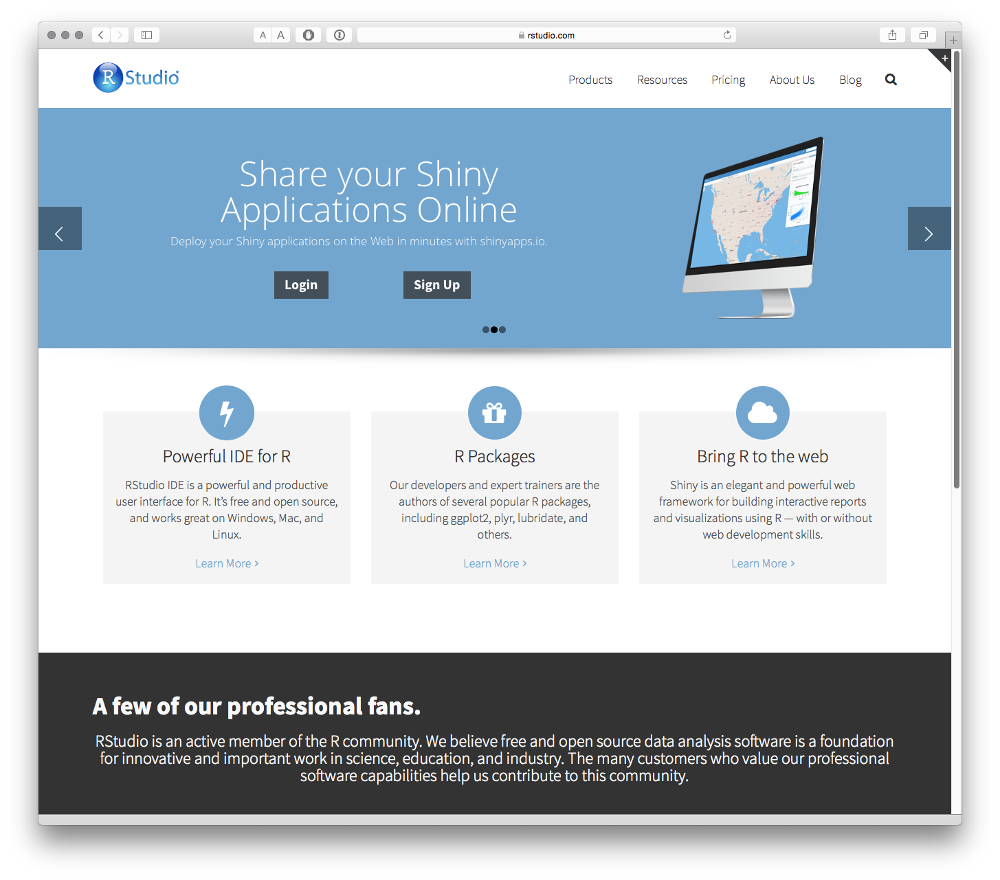 A A rstudio.com
R Studio
Products Resources Pricing About Us Blog
Share your Shiny
Applications Online
Deploy your Shiny applications on the Web in minutes with shinyapps.io.
Login Sign Up
Powerful IDE for R
RStudio IDE is a powerful and productive
user interface for R. It’s free and open source,
and works great on Windows, Mac, and
Linux.
Learn More ›
R Packages
Our developers and expert trainers are the
authors of several popular R packages,
including ggplot2, plyr, lubridate, and
others.
Learn More ›
Bring R to the web
Shiny is an elegant and powerful web
framework for building interactive reports
and visualizations using R — with or without
web development skills.
Learn More ›
A few of our professional fans.
RStudio is an active member of the R community. We believe free and open source data analysis software is a foundation
for innovative and important work in science, education, and industry. The many customers who value our professional
software capabilities help us contribute to this community.